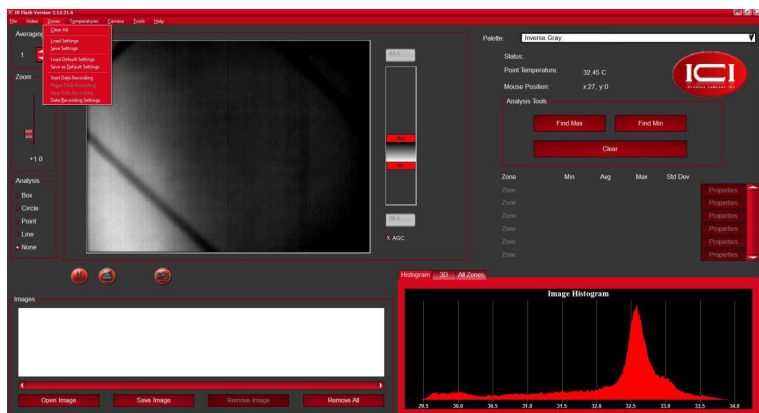 IR Flash Version 2.13.21.6
File Video Zones Temperatures Camera Tools Help
Clear All
Load Settings
Save Settings
Load Default Settings
Save as Default Settings
Start Data Recording
Pause Data Recording
Stop Data Recording
Data Recording Settings
Averaging
1
Zoom
+1.0
Analysis
Box
Circle
Point
Line
None
X AGC
Palette: Inverse Gray
Status:
Point Temperature: 32.45 C
Mouse Position: x:27, y:0
ICI
INFRARED CAMERAS INC
Analysis Tools
Find Max Find Min
Clear
Zone Min Avg Max Std Dev
Zone Properties
Zone Properties
Zone Properties
Zone Properties
Zone Properties
Zone Properties
Images
Open Image Save Image Remove Image Remove All
Histogram 3D All Zones
Image Histogram
29.5 30.0 30.5 31.0 31.5 32.0 32.5 33.0 33.5 34.0